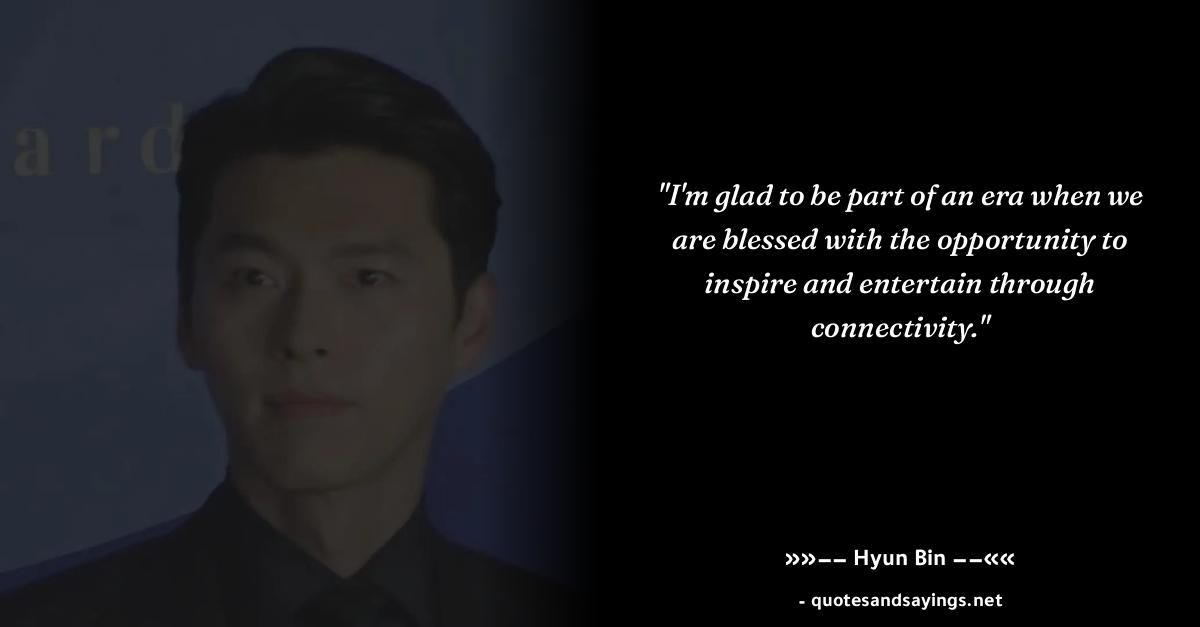 ard
"I'm glad to be part of an era when we
are blessed with the opportunity to
inspire and entertain through
connectivity."
»»–– Hyun Bin ––««
- quotesandsayings.net